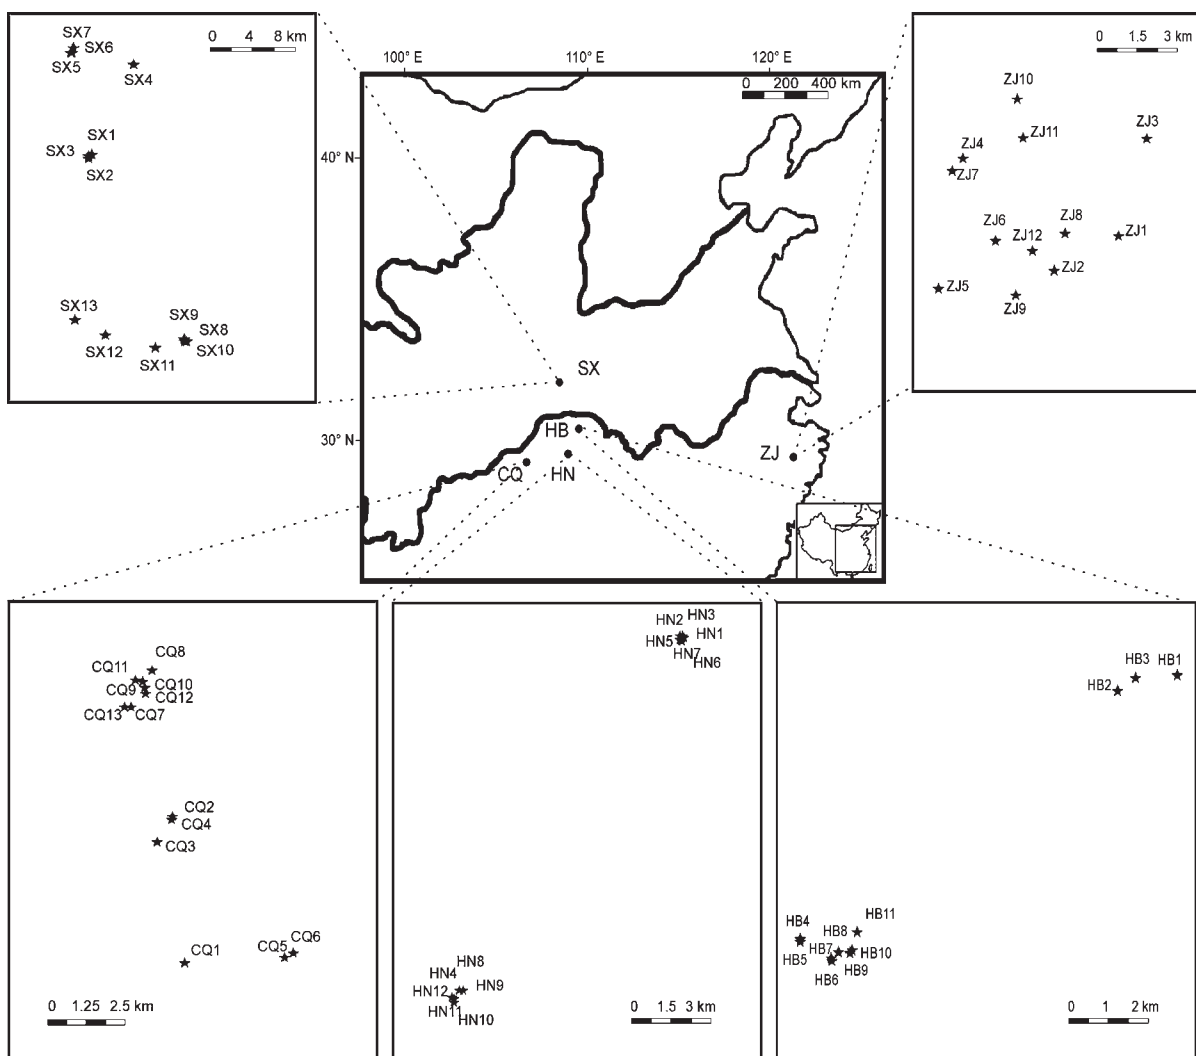 SX7
SX6
SX5
SX4
0 4 8 km
SX1
SX3
SX2
SX13
SX12
SX11
SX9
SX8
SX10
100° E 110° E 120° E
0 200 400 km
40° N
30° N
SX
HB
CQ
HN
ZJ
0 1.5 3 km
ZJ10
ZJ11
ZJ3
ZJ4
ZJ7
ZJ6
ZJ8
ZJ1
ZJ12
ZJ2
ZJ5
ZJ9
CQ8
CQ11
CQ10
CQ9
CQ12
CQ13
CQ7
CQ2
CQ4
CQ3
CQ1
CQ5
CQ6
0 1.25 2.5 km
HN3
HN2
HN1
HN5
HN7
HN6
HN8
HN4
HN9
HN12
HN11
HN10
0 1.5 3 km
HB1
HB3
HB2
HB11
HB4
HB8
HB7
HB10
HB5
HB9
HB6
0 1 2 km